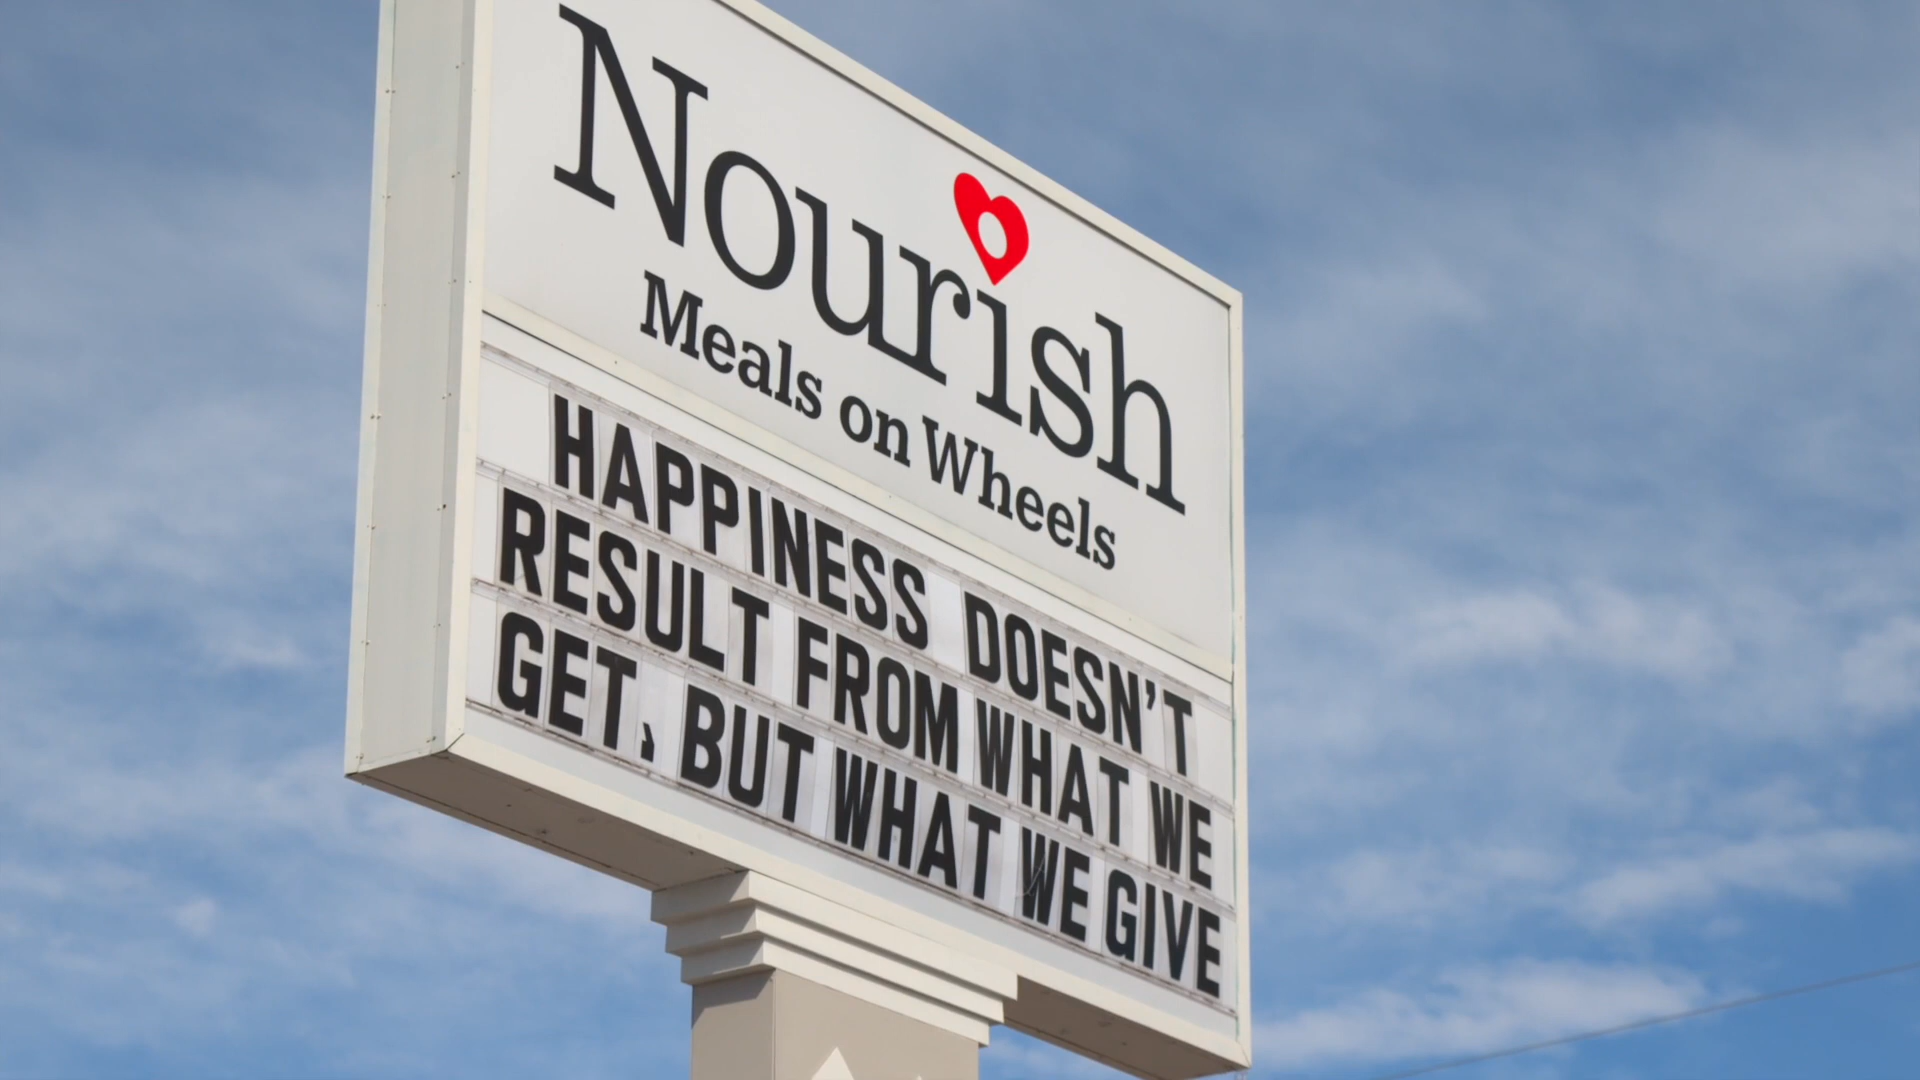 Nourish
Meals on Wheels
HAPPINESS DOESN'T
RESULT FROM WHAT WE
GET, BUT WHAT WE GIVE